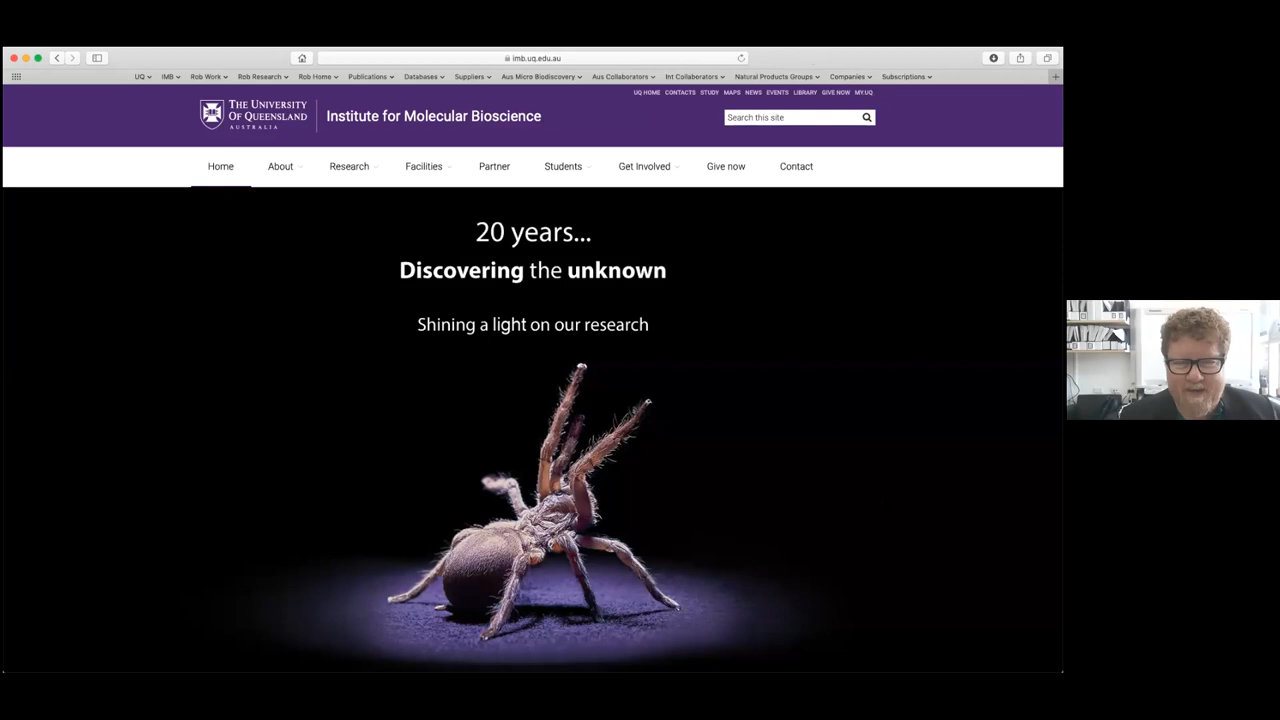 imb.uq.edu.au
UQ IMB Rob Work Rob Research Rob Home Publications Databases Suppliers Aus Micro Biodiscovery Aus Collaborators Int Collaborators Natural Products Groups Companies Subscriptions
UQ HOME CONTACTS STUDY MAPS NEWS EVENTS LIBRARY GIVE NOW MY.UQ
THE UNIVERSITY
OF QUEENSLAND
AUSTRALIA
Institute for Molecular Bioscience
Search this site
Home About Research Facilities Partner Students Get Involved Give now Contact
20 years...
Discovering the unknown
Shining a light on our research